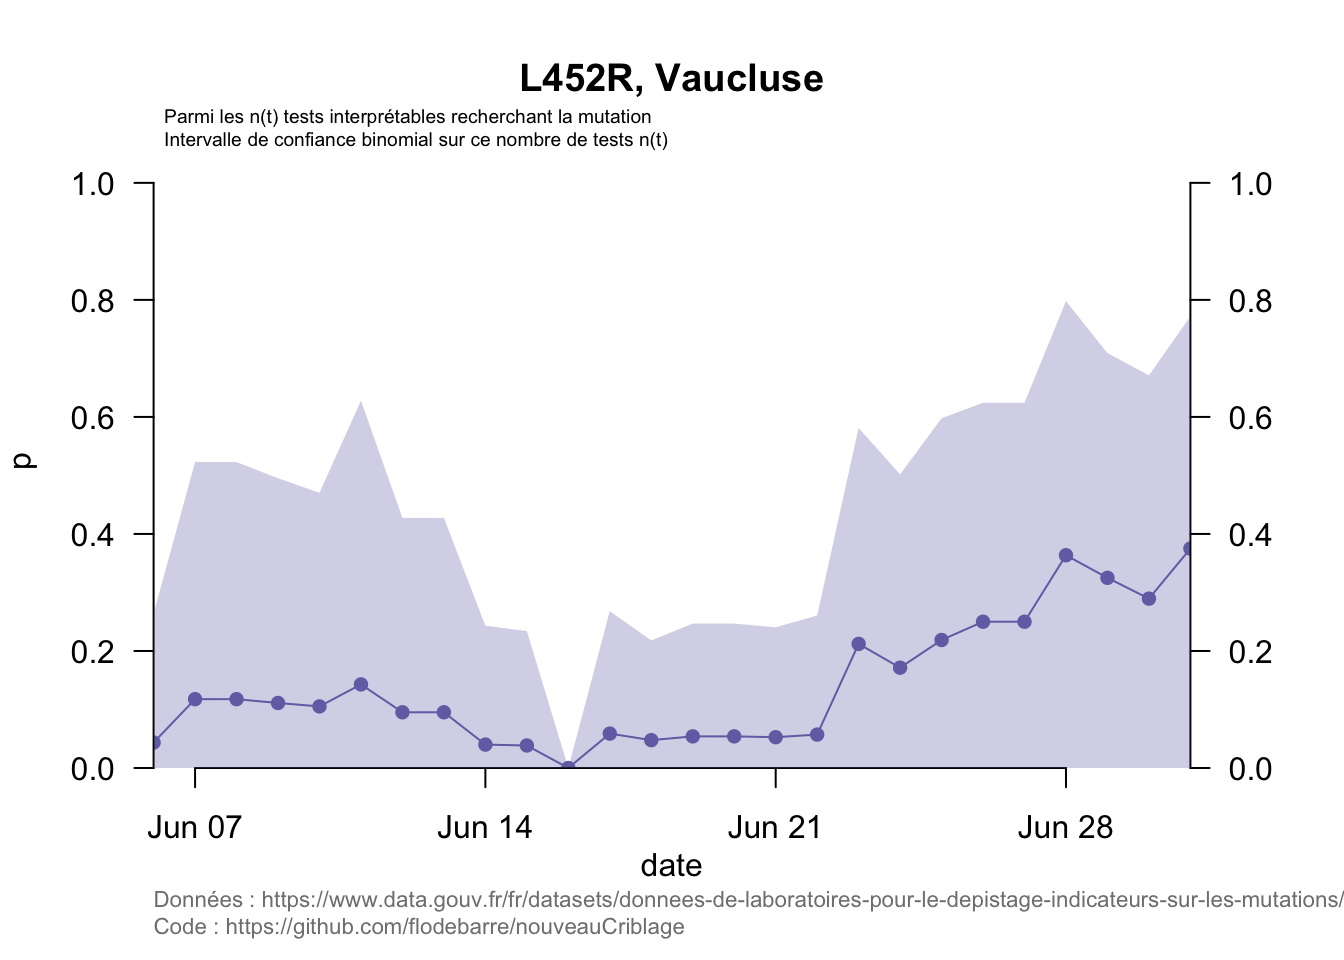 L452R, Vaucluse
Parmi les n(t) tests interprétables recherchant la mutation
Intervalle de confiance binomial sur ce nombre de tests n(t)
1.0
0.8
0.6
0.4
0.2
0.0
p
1.0
0.8
0.6
0.4
0.2
0.0
Jun 07 Jun 14 Jun 21 Jun 28
date
Données : https://www.data.gouv.fr/fr/datasets/donnees-de-laboratoires-pour-le-depistage-indicateurs-sur-les-mutations/
Code : https://github.com/flodebarre/nouveauCriblage